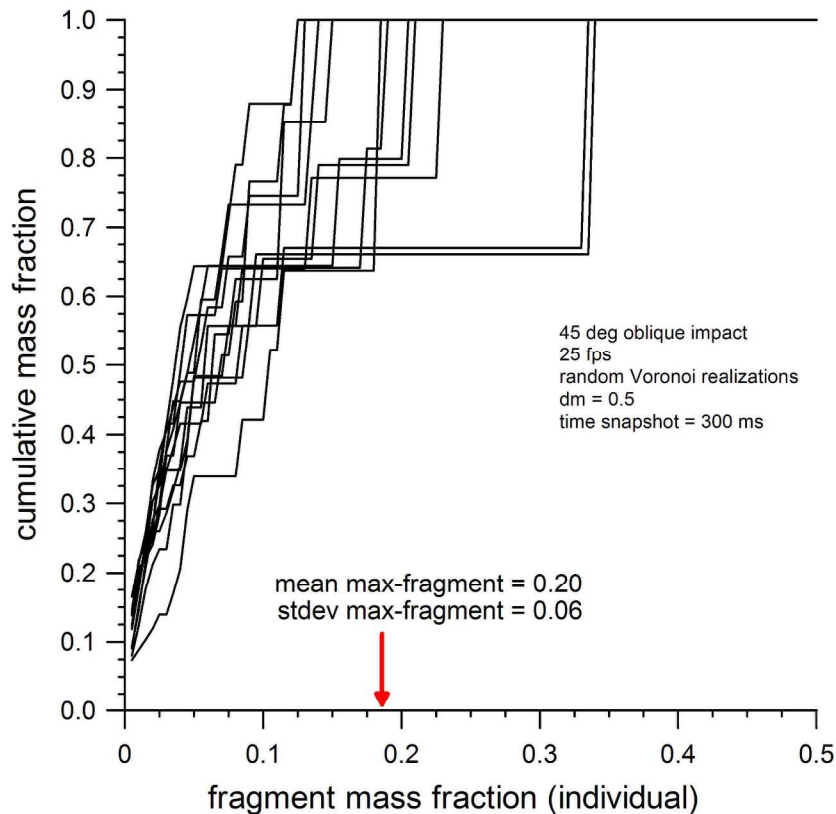 1.0
0.9
0.8
0.7
0.6
0.5
0.4
0.3
0.2
0.1
0.0
cumulative mass fraction
45 deg oblique impact
25 fps
random Voronoi realizations
dm = 0.5
time snapshot = 300 ms
mean max-fragment = 0.20
stdev max-fragment = 0.06
0 0.1 0.2 0.3 0.4 0.5
fragment mass fraction (individual)